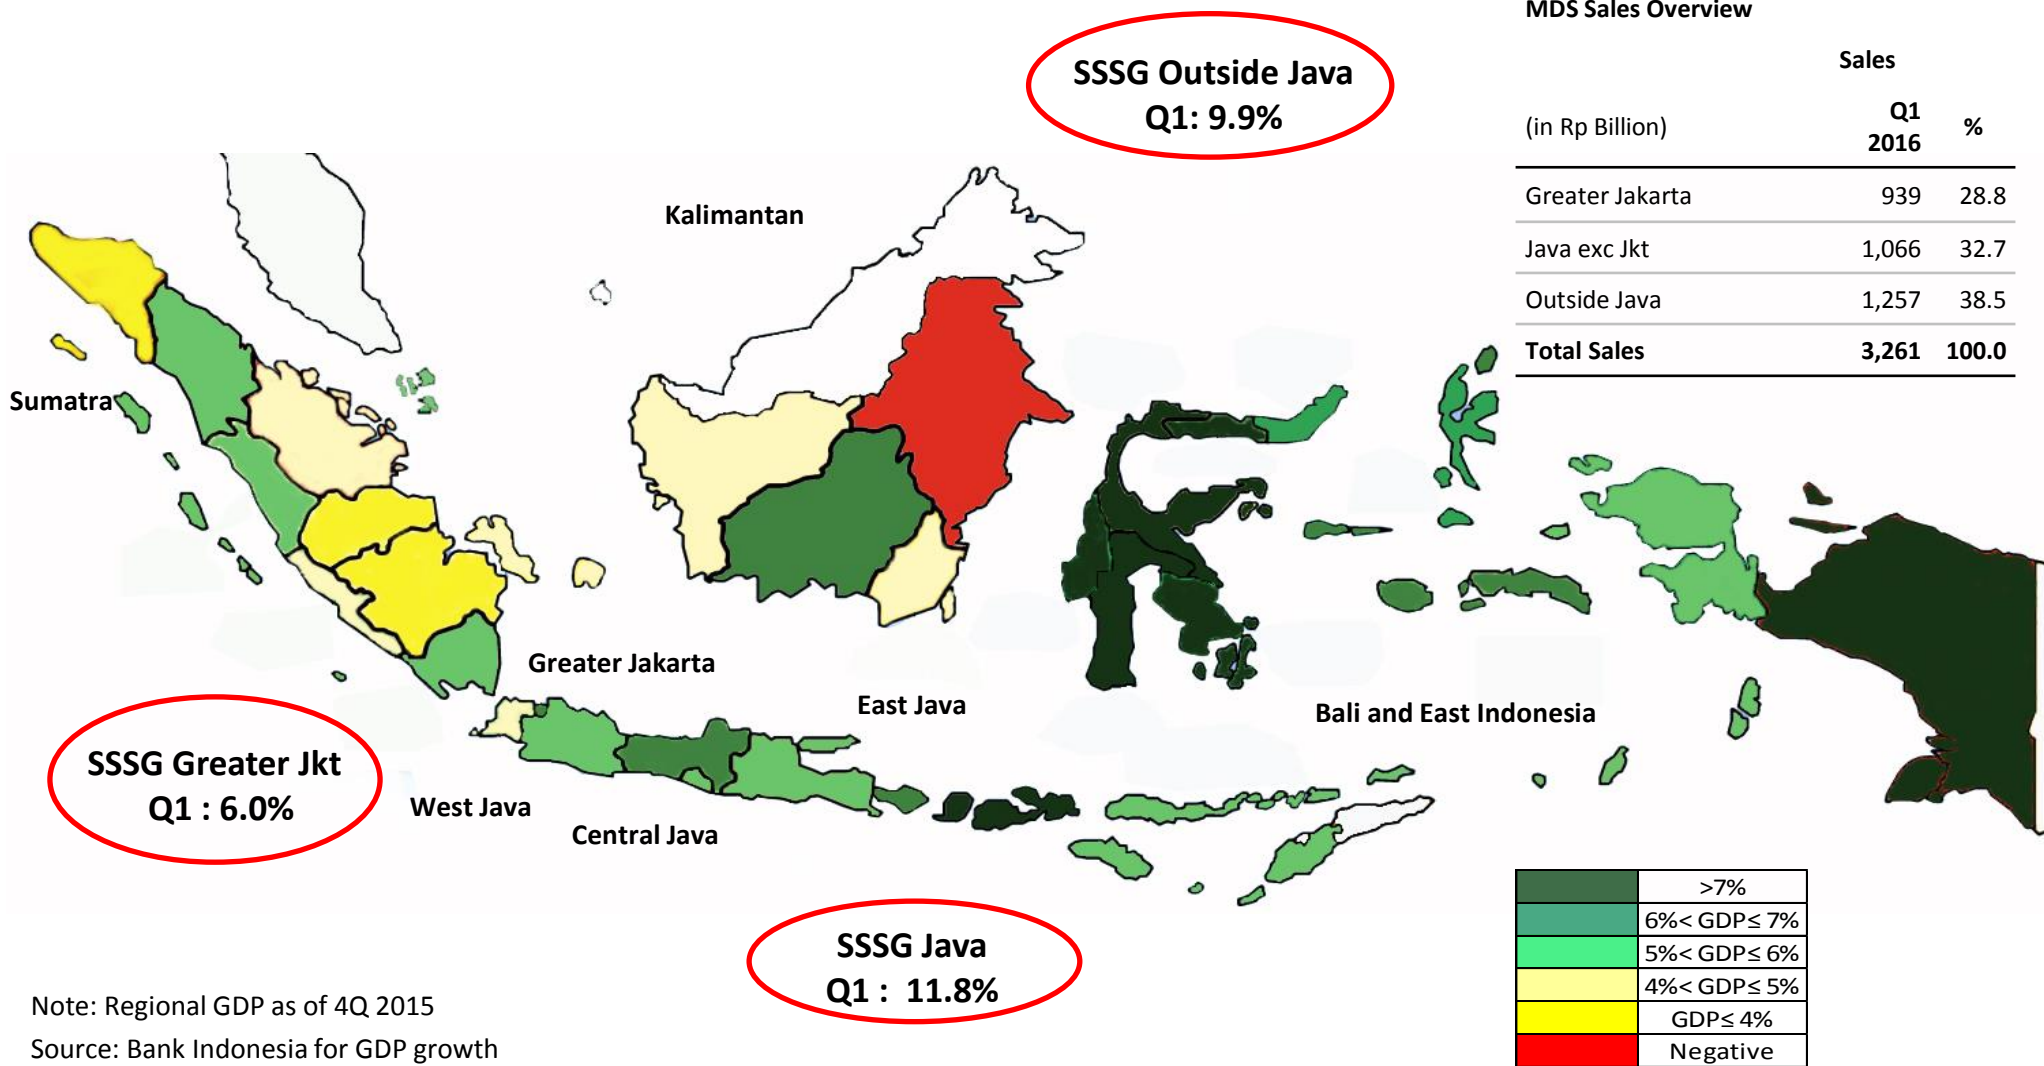 MDS Sales Overview
Sales
(in Rp Billion) Q1 2016 %
Greater Jakarta 939 28.8
Java exc Jkt 1,066 32.7
Outside Java 1,257 38.5
Total Sales 3,261 100.0
SSSG Outside Java
Q1: 9.9%
Kalimantan
Sumatra
Greater Jakarta
East Java
Bali and East Indonesia
SSSG Greater Jkt
Q1 : 6.0%
West Java
Central Java
SSSG Java
Q1 : 11.8%
>7%
6%< GDP≤ 7%
5%< GDP≤ 6%
4%< GDP≤ 5%
GDP≤ 4%
Negative
Note: Regional GDP as of 4Q 2015
Source: Bank Indonesia for GDP growth